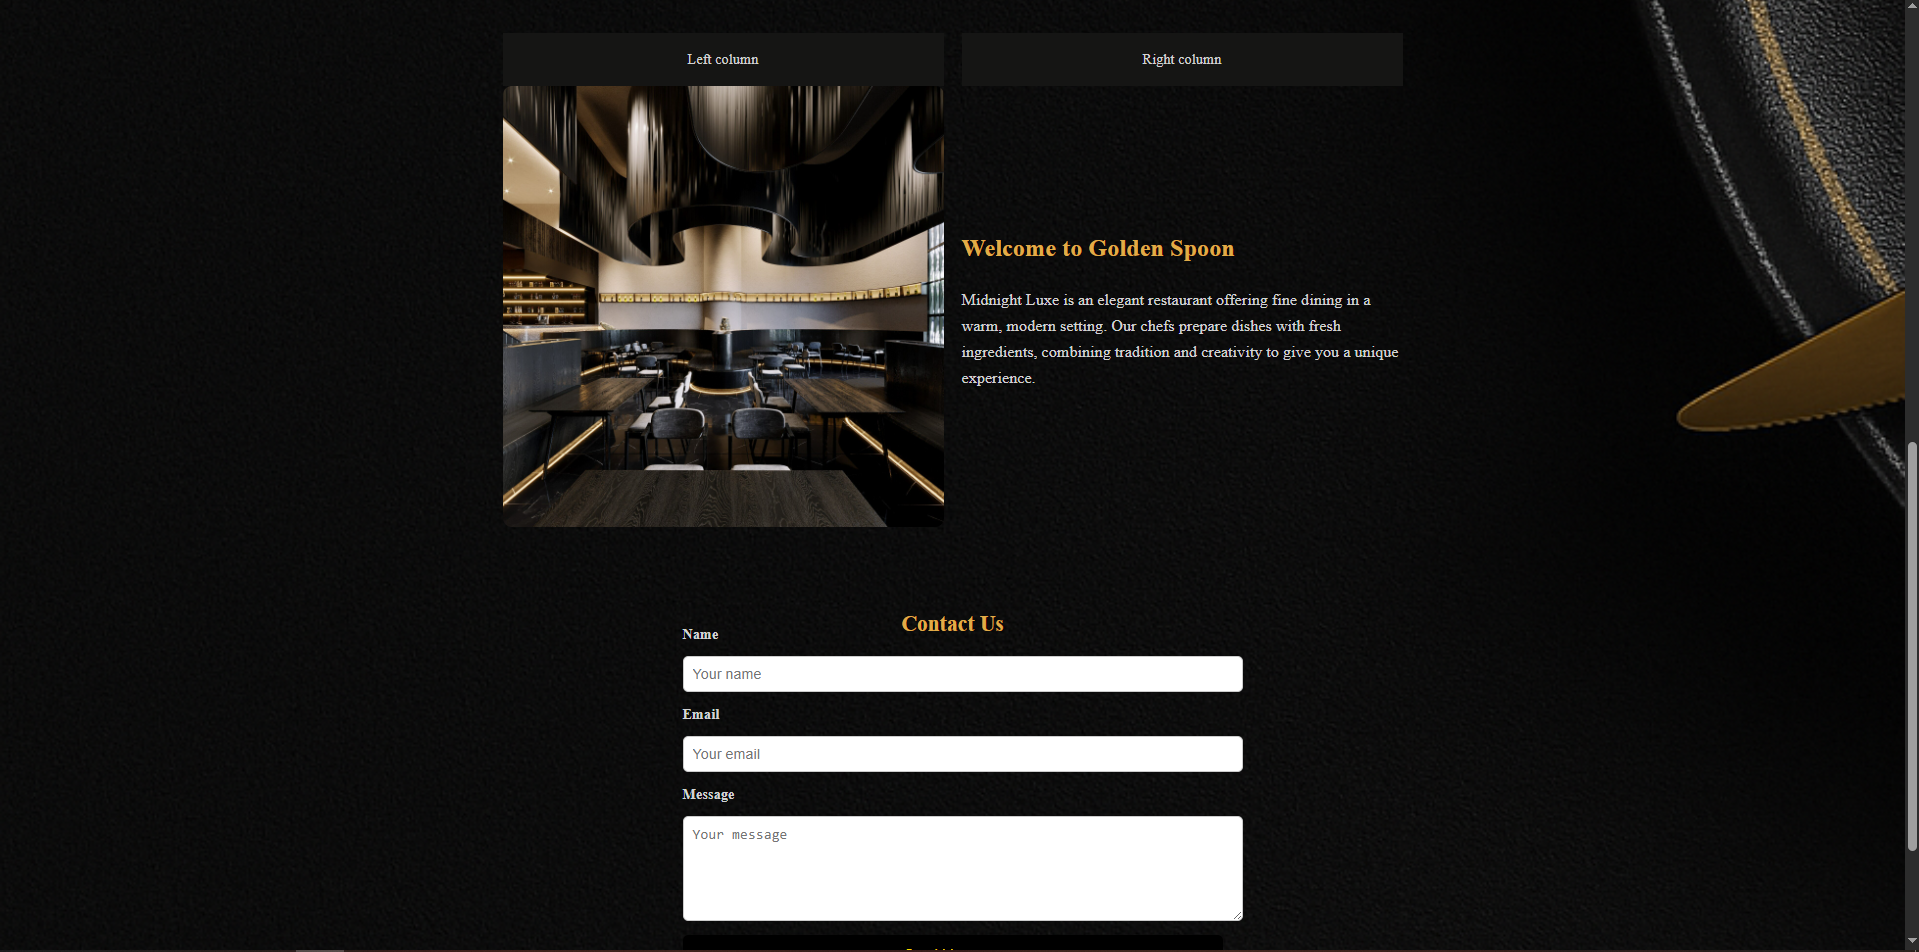 Left column
Right column
Welcome to Golden Spoon
Midnight Luxe is an elegant restaurant offering fine dining in a
warm, modern setting. Our chefs prepare dishes with fresh
ingredients, combining tradition and creativity to give you a unique
experience.
Contact Us
Name
Your name
Email
Your email
Message
Your message